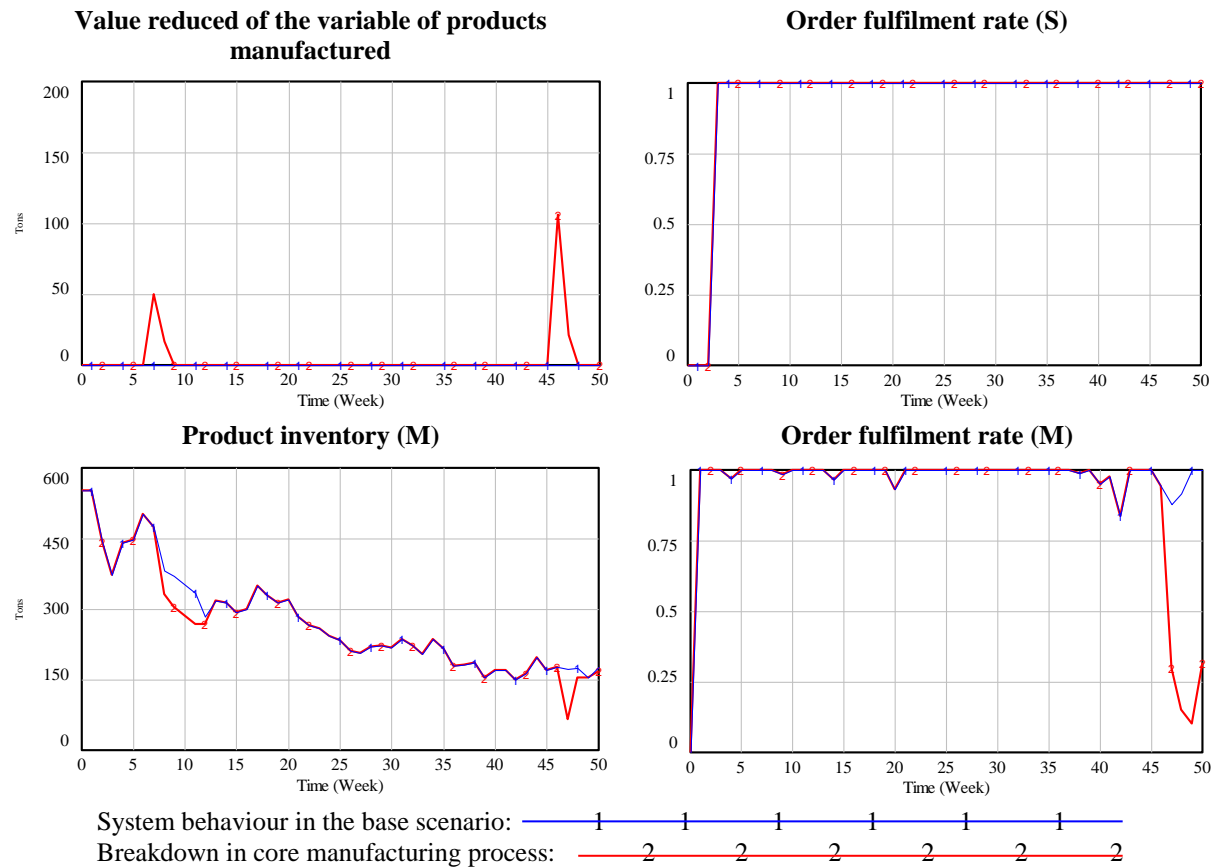 Value reduced of the variable of products
manufactured
200
150
100
50
0
Tons
0 5 10 15 20 25 30 35 40 45 50
Time (Week)
Order fulfilment rate (S)
1
0.75
0.5
0.25
0
0 5 10 15 20 25 30 35 40 45 50
Time (Week)
Product inventory (M)
600
450
300
150
0
Tons
0 5 10 15 20 25 30 35 40 45 50
Time (Week)
Order fulfilment rate (M)
1
0.75
0.5
0.25
0
0 5 10 15 20 25 30 35 40 45 50
Time (Week)
System behaviour in the base scenario: 1 1 1 1 1 1
Breakdown in core manufacturing process: 2 2 2 2 2 2